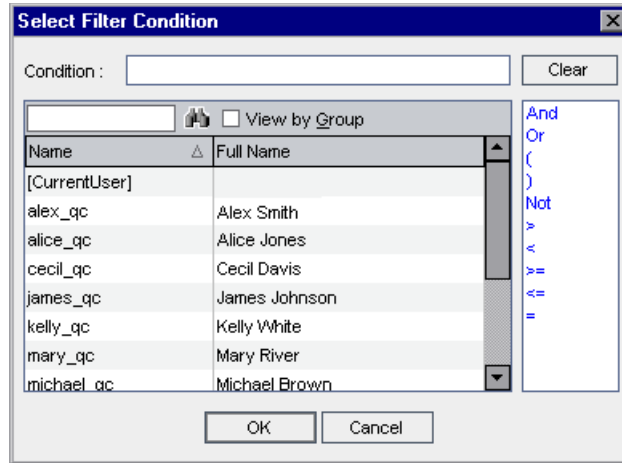 Select Filter Condition
Condition :
Clear
View by Group
Name Full Name
[CurrentUser]
alex_qc Alex Smith
alice_qc Alice Jones
cecil_qc Cecil Davis
james_qc James Johnson
kelly_qc Kelly White
mary_qc Mary River
michael_qc Michael Brown
And
Or
(
)
Not
>
<
>=
<=
=
OK Cancel